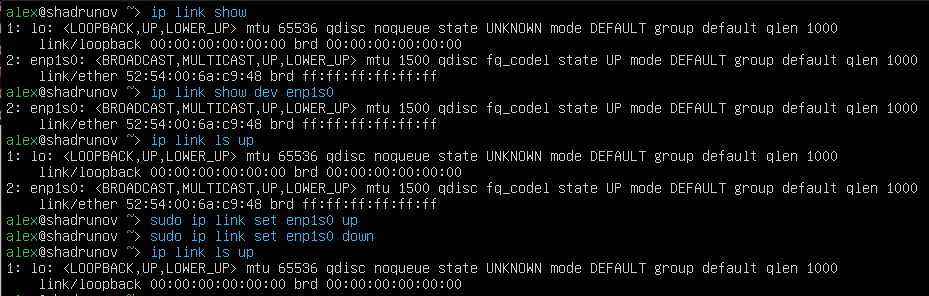 alex@shadrunov ~> ip link show
1: lo: <LOOPBACK,UP,LOWER_UP> mtu 65536 qdisc noqueue state UNKNOWN mode DEFAULT group default qlen 1000
    link/loopback 00:00:00:00:00:00 brd 00:00:00:00:00:00
2: enp1s0: <BROADCAST,MULTICAST,UP,LOWER_UP> mtu 1500 qdisc fq_codel state UP mode DEFAULT group default qlen 1000
    link/ether 52:54:00:6a:c9:48 brd ff:ff:ff:ff:ff:ff
alex@shadrunov ~> ip link show dev enp1s0
2: enp1s0: <BROADCAST,MULTICAST,UP,LOWER_UP> mtu 1500 qdisc fq_codel state UP mode DEFAULT group default qlen 1000
    link/ether 52:54:00:6a:c9:48 brd ff:ff:ff:ff:ff:ff
alex@shadrunov ~> ip link ls up
1: lo: <LOOPBACK,UP,LOWER_UP> mtu 65536 qdisc noqueue state UNKNOWN mode DEFAULT group default qlen 1000
    link/loopback 00:00:00:00:00:00 brd 00:00:00:00:00:00
2: enp1s0: <BROADCAST,MULTICAST,UP,LOWER_UP> mtu 1500 qdisc fq_codel state UP mode DEFAULT group default qlen 1000
    link/ether 52:54:00:6a:c9:48 brd ff:ff:ff:ff:ff:ff
alex@shadrunov ~> sudo ip link set enp1s0 up
alex@shadrunov ~> sudo ip link set enp1s0 down
alex@shadrunov ~> ip link ls up
1: lo: <LOOPBACK,UP,LOWER_UP> mtu 65536 qdisc noqueue state UNKNOWN mode DEFAULT group default qlen 1000
    link/loopback 00:00:00:00:00:00 brd 00:00:00:00:00:00